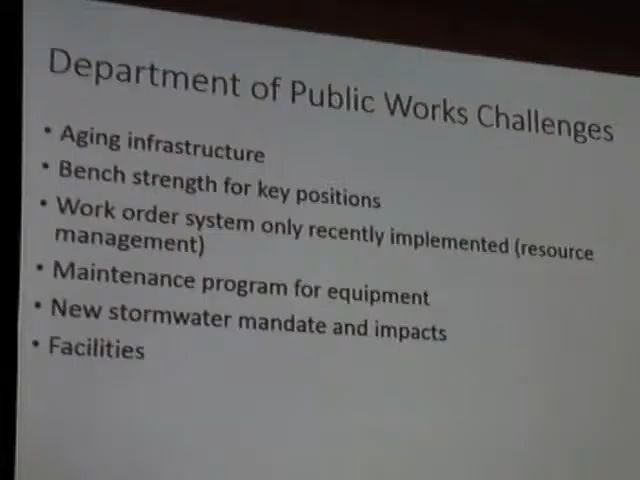 Department of Public Works Challenges
• Aging infrastructure
• Bench strength for key positions
• Work order system only recently implemented (resource
management)
• Maintenance program for equipment
• New stormwater mandate and impacts
• Facilities